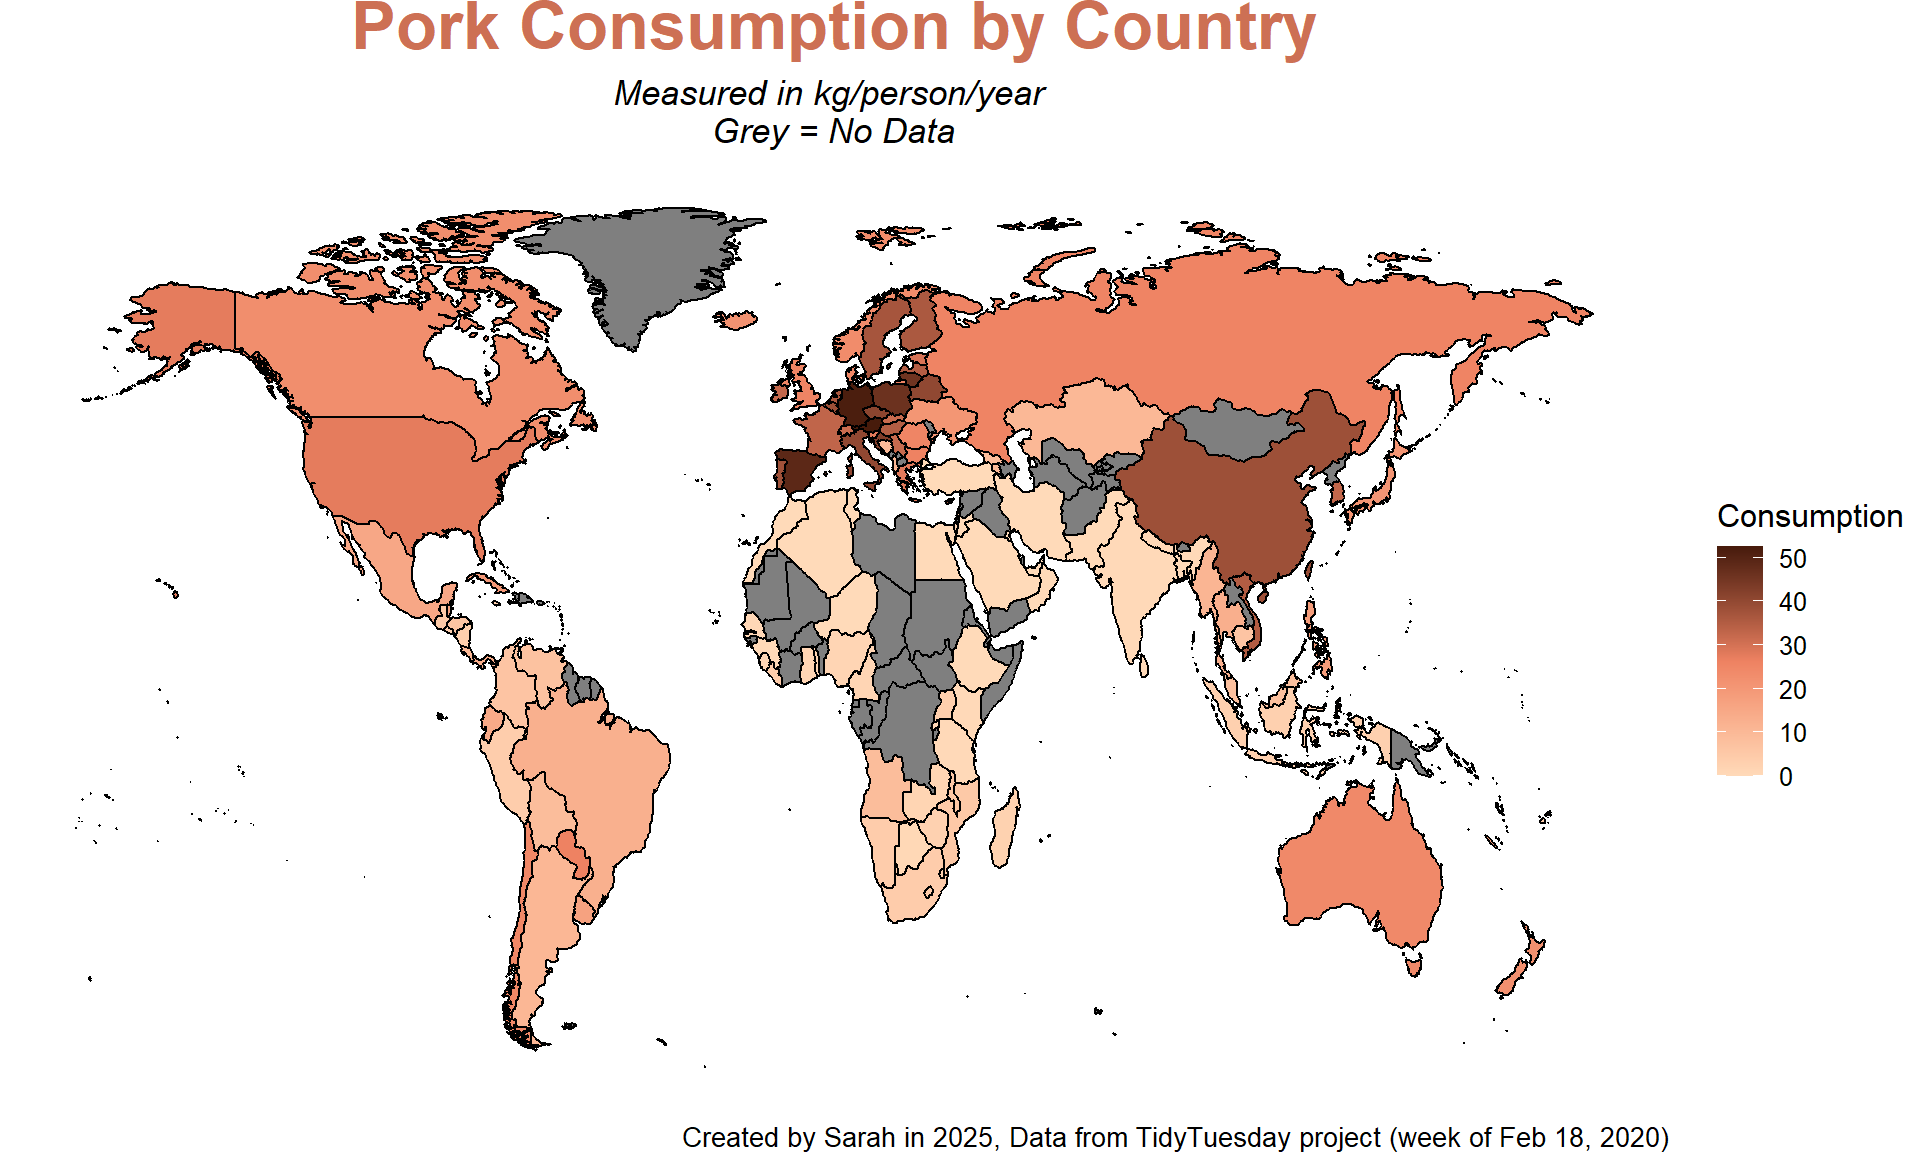 Pork Consumption by Country
Measured in kg/person/year
Grey = No Data
Consumption
50
40
30
20
10
0
Created by Sarah in 2025, Data from TidyTuesday project (week of Feb 18, 2020)